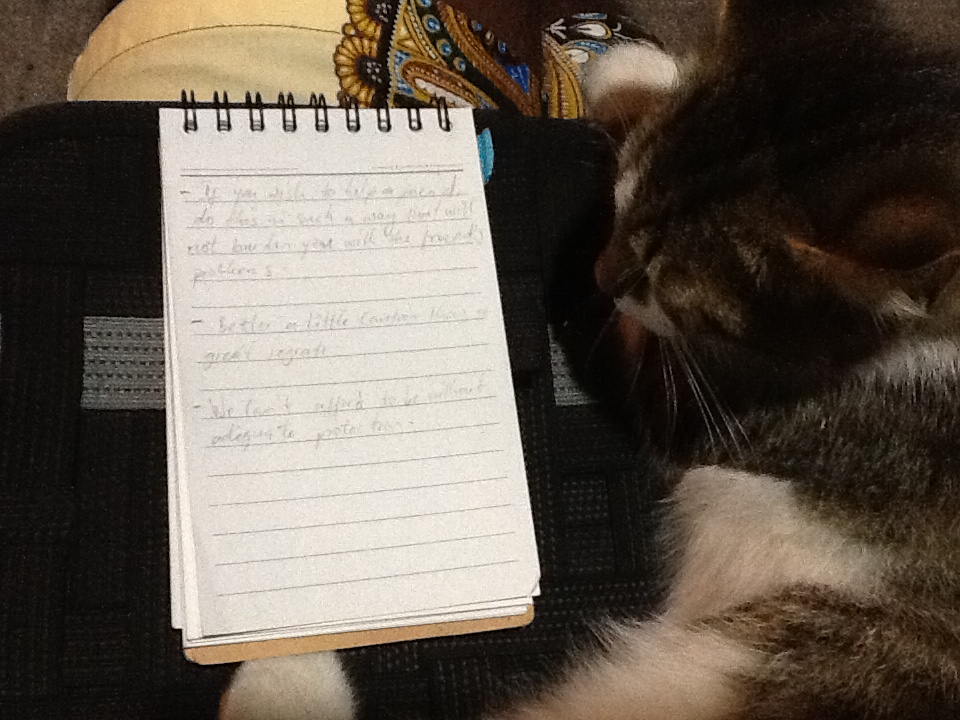 - If you wish to help a friend
do this in such a way that will
not burden you with the friend's
problems.
- Better a little caution than a
great regret.
- We can't afford to be without
adequate protection.